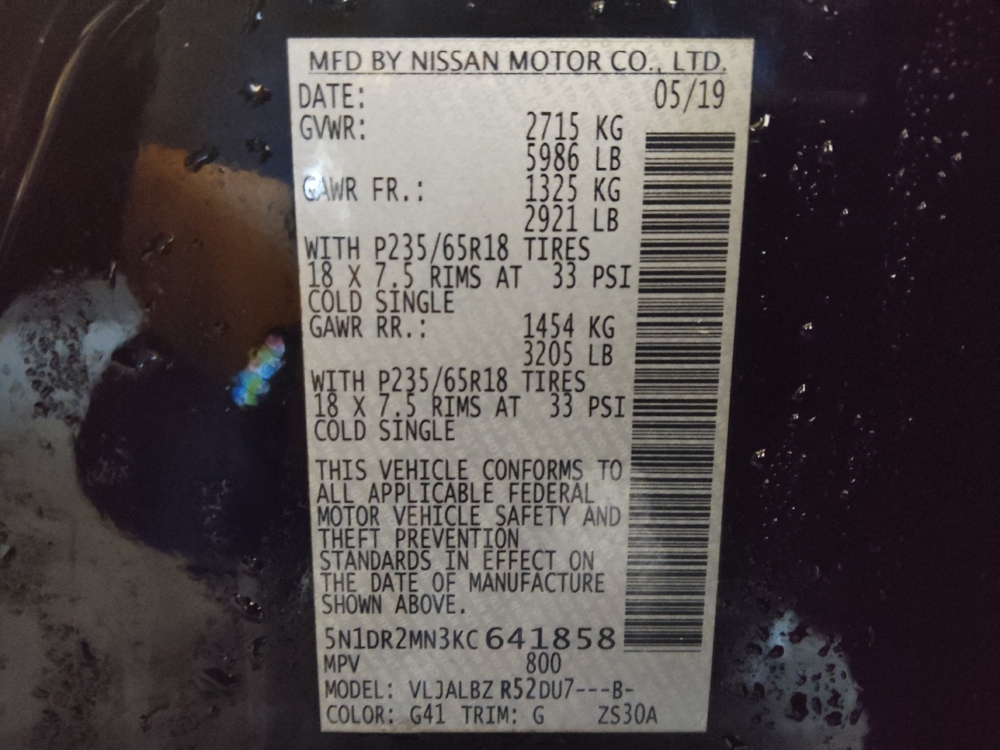 MFD BY NISSAN MOTOR CO., LTD.
DATE: 05/19
GVWR: 2715 KG
5986 LB
GAWR FR.: 1325 KG
2921 LB
WITH P235/65R18 TIRES
18 X 7.5 RIMS AT 33 PSI
COLD SINGLE
GAWR RR.: 1454 KG
3205 LB
WITH P235/65R18 TIRES
18 X 7.5 RIMS AT 33 PSI
COLD SINGLE
THIS VEHICLE CONFORMS TO
ALL APPLICABLE FEDERAL
MOTOR VEHICLE SAFETY AND
THEFT PREVENTION
STANDARDS IN EFFECT ON
THE DATE OF MANUFACTURE
SHOWN ABOVE.
5N1DR2MN3KC641858
MPV 800
MODEL: VLJALBZ R52DU7---B-
COLOR: G41 TRIM: G ZS30A